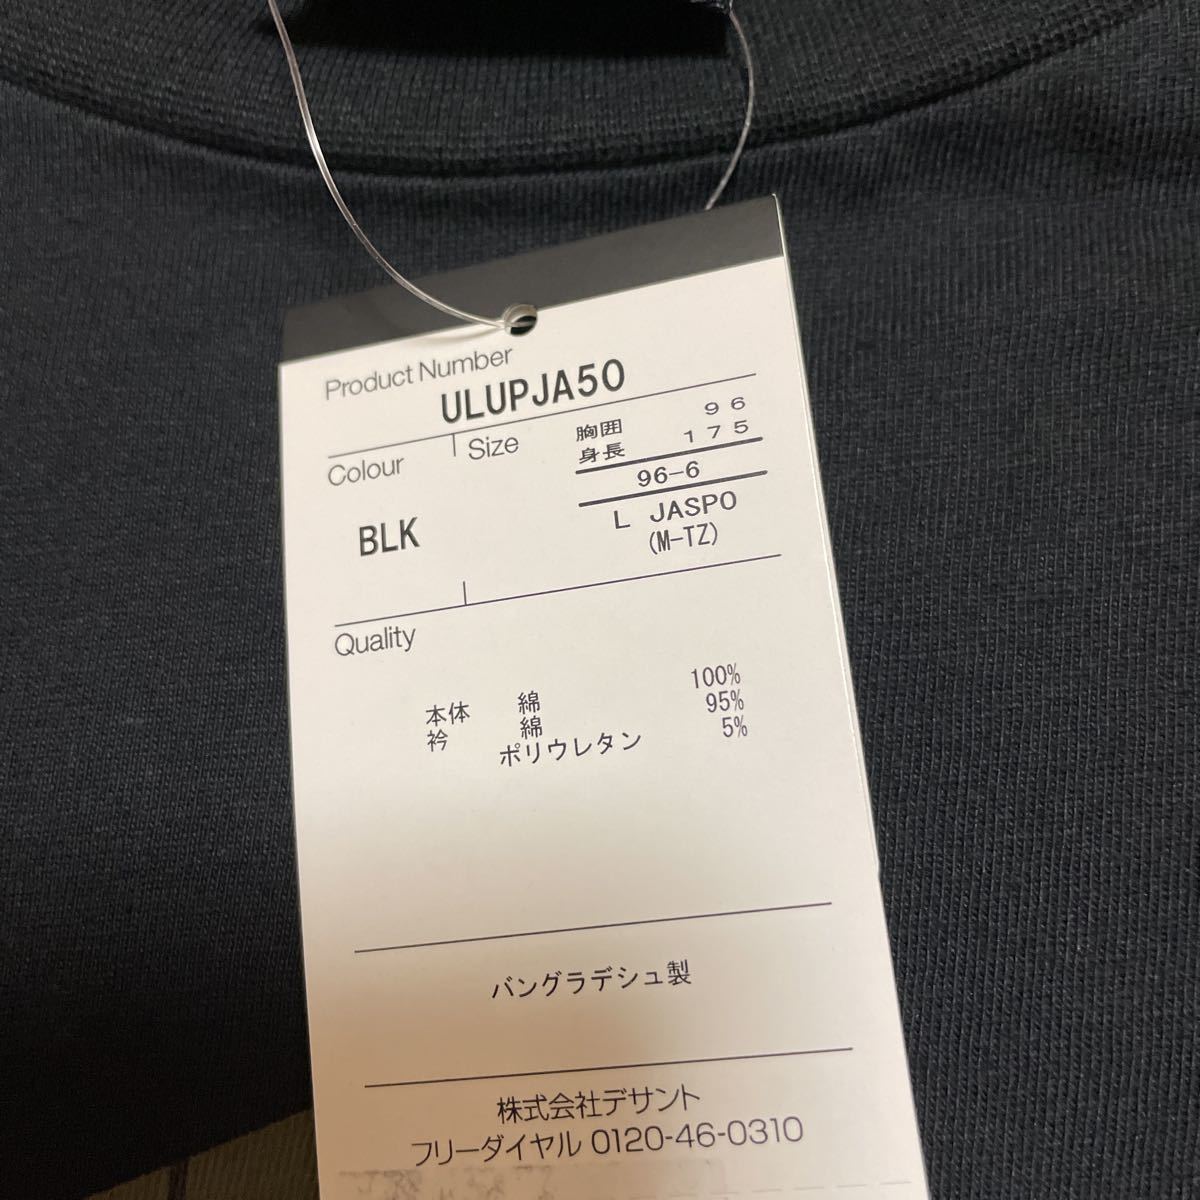 Product Number
ULUPJA50
Colour
Size
胸囲 96
身長 175
96-6
BLK
L JASPO
(M-TZ)
Quality
本体 綿 100%
衿 綿 95%
ポリウレタン 5%
バングラデシュ製
株式会社デサント
フリーダイヤル 0120-46-0310